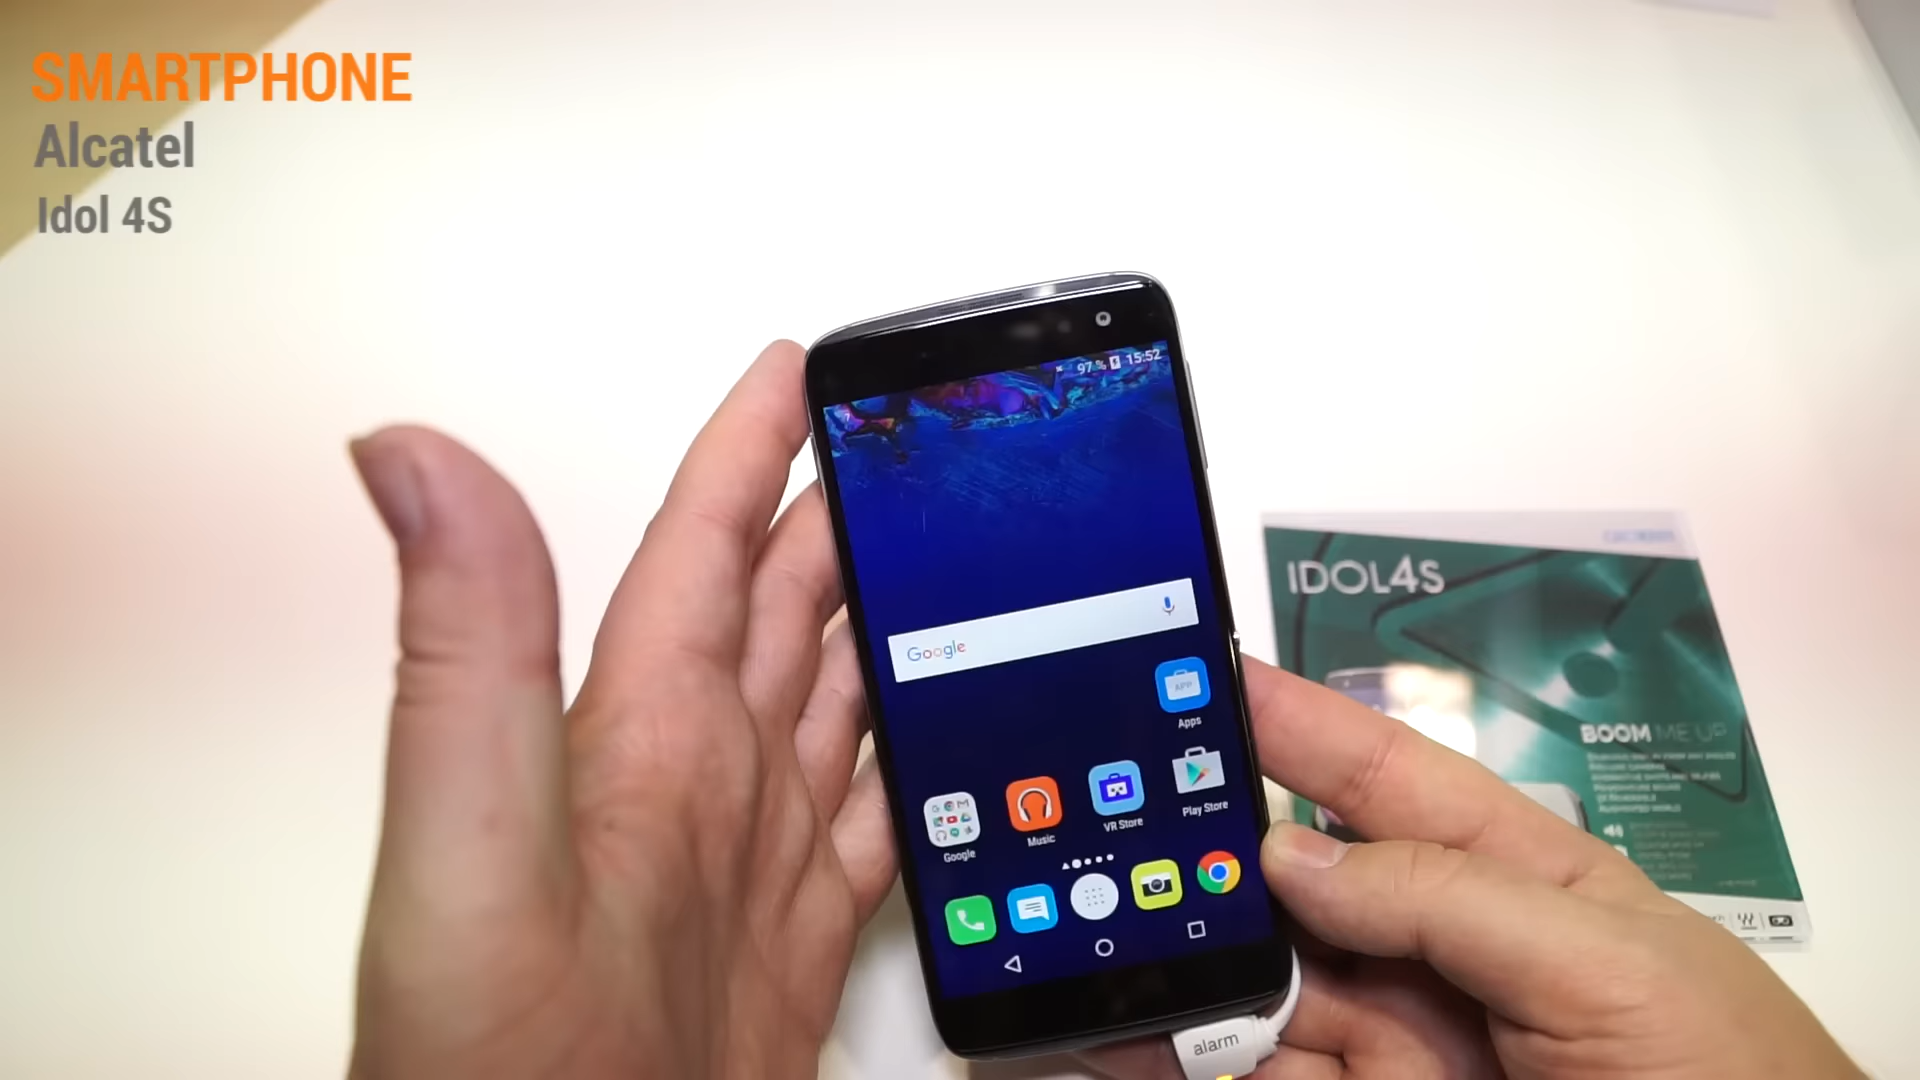 SMARTPHONE
Alcatel
Idol 4S
97 % 15:52
Google
APP
Apps
Google
Music
VR Store
Play Store
alarm
IDOL4S
BOOM ME UP